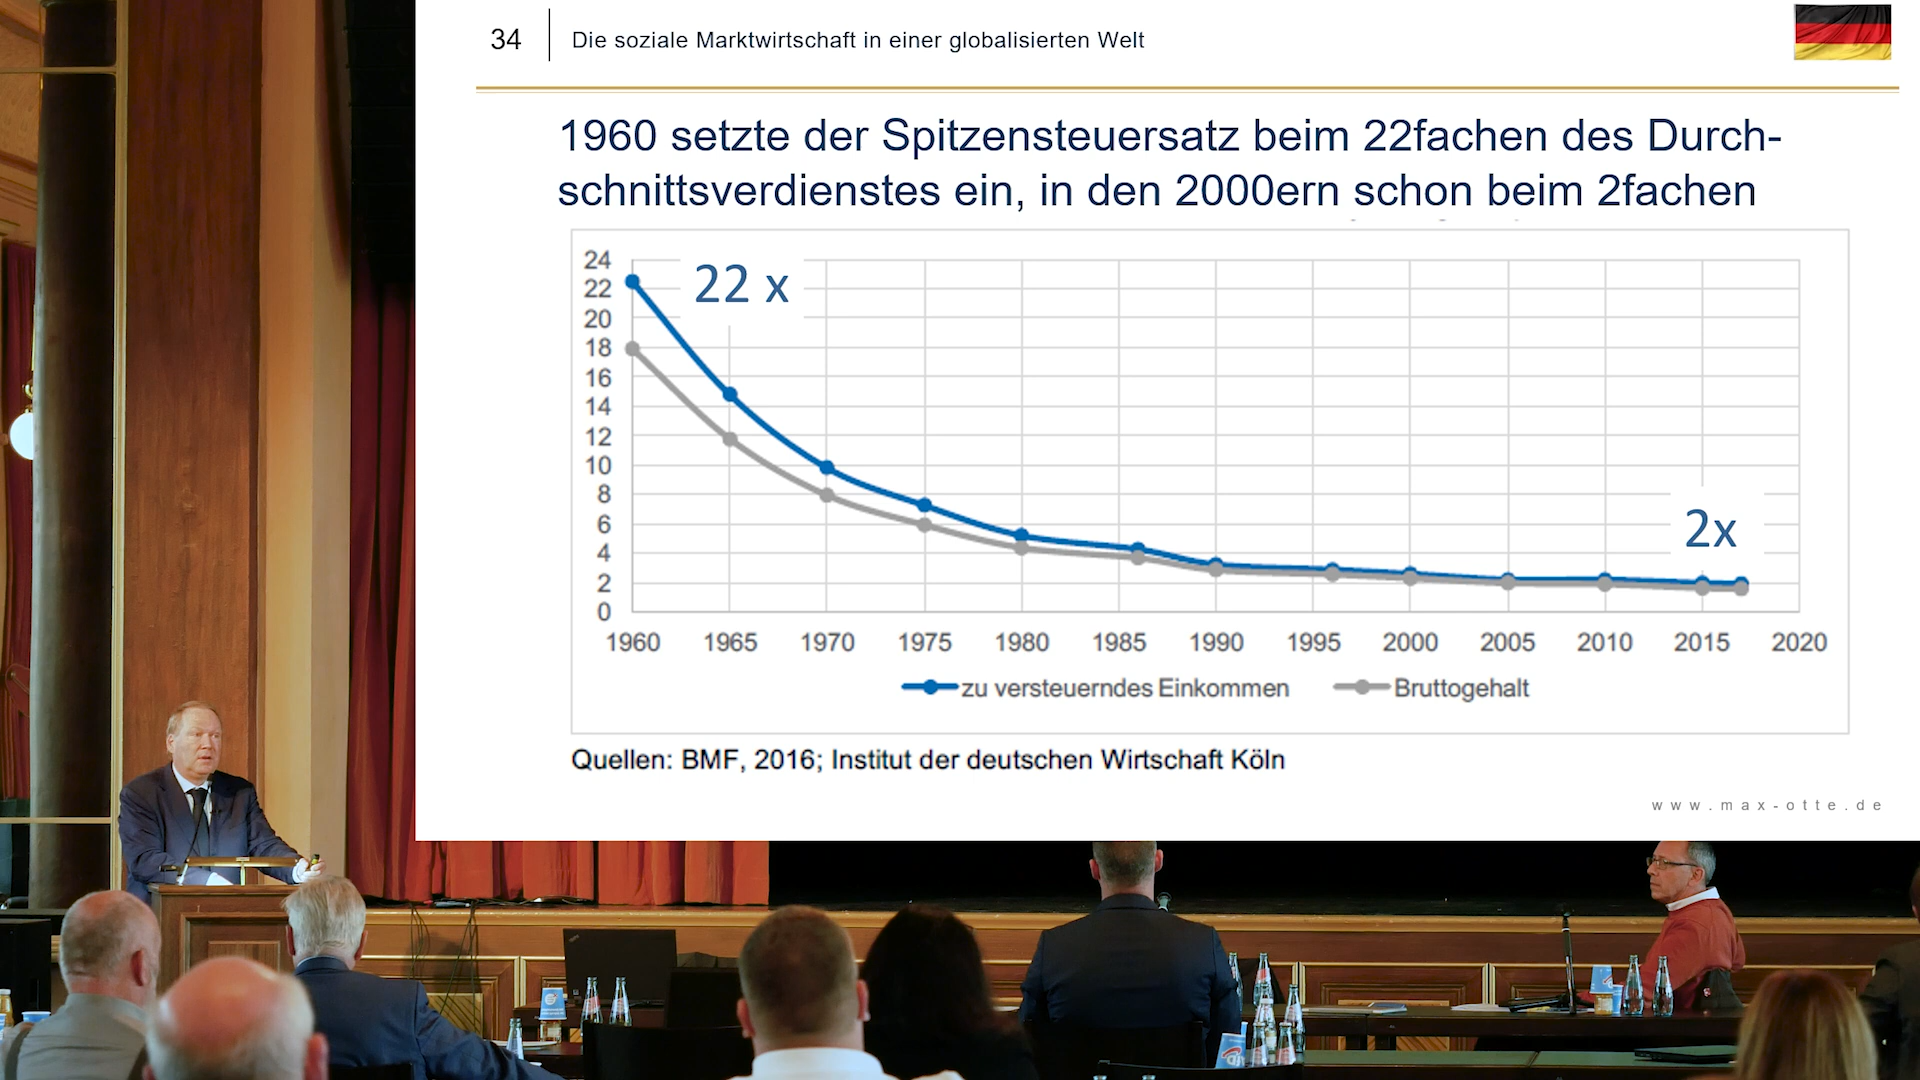 34
Die soziale Marktwirtschaft in einer globalisierten Welt
1960 setzte der Spitzensteuersatz beim 22fachen des Durch-
schnittsverdienstes ein, in den 2000ern schon beim 2fachen
22 x
2x
24
22
20
18
16
14
12
10
8
6
4
2
0
1960 1965 1970 1975 1980 1985 1990 1995 2000 2005 2010 2015 2020
zu versteuerndes Einkommen Bruttogehalt
Quellen: BMF, 2016; Institut der deutschen Wirtschaft Köln
www.max-otte.de